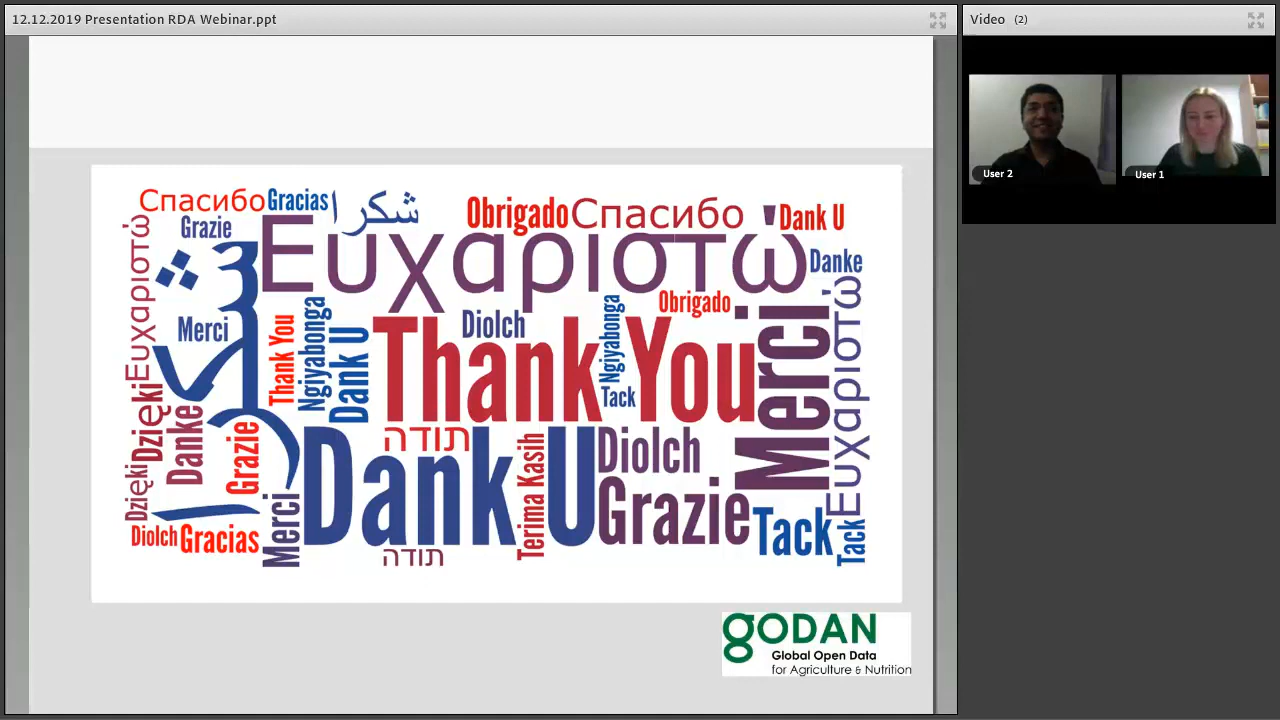 12.12.2019 Presentation RDA Webinar.ppt
Video (2)
User 2
User 1
Спасибо
Gracias
شكرا
Obrigado
Спасибо
Dank U
Grazie
Ευχαριστώ
Ευχαριστώ
شكرا
Danke
Merci
Thank You
Ngiyabonga
Dank U
Diolch
Ngiyabonga
Obrigado
Merci
Ευχαριστώ
Thank You
Tack
Dzięki
Danke
Grazie
תודה
Terima Kasih
Diolch
Dank U
Dzięki
Merci
Grazie
Tack
Tack
Diolch
Gracias
תודה
gODAN
Global Open Data
for Agriculture & Nutrition